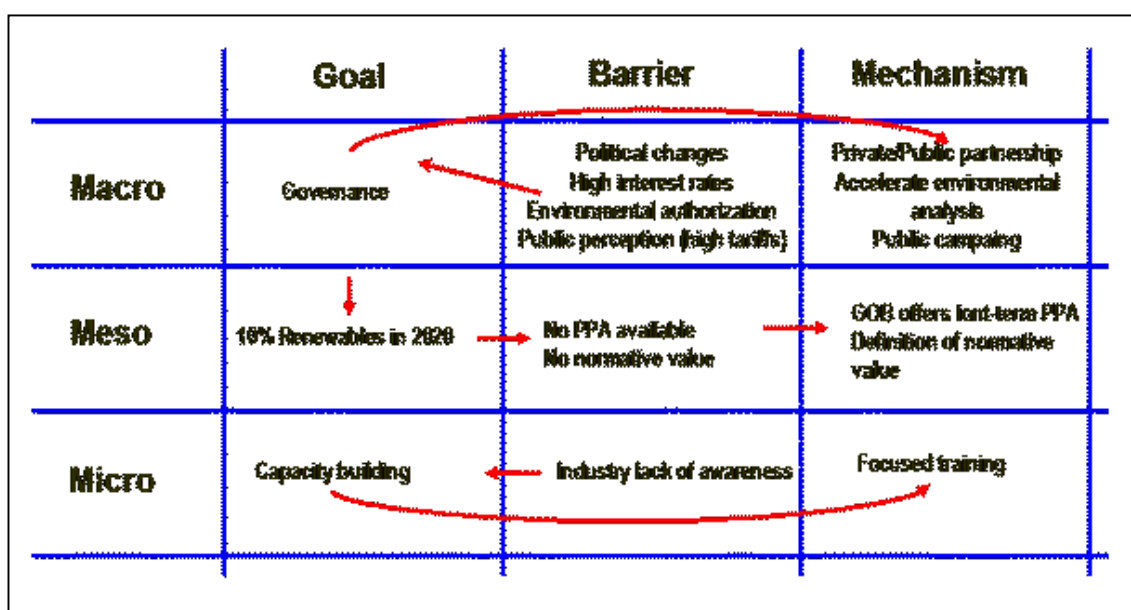 Goal Barrier Mechanism
Macro
Governance
Political changes
High interest rates
Environmental authorization
Public perception (high tariffs)
Private/Public partnership
Accelerate environmental
analysis
Public campaing
Meso
10% Renewables in 2020
No PPA available
No normative value
GOB offers lont-term PPA
Definition of normative
value
Micro
Capacity building
Industry lack of awareness
Focused training